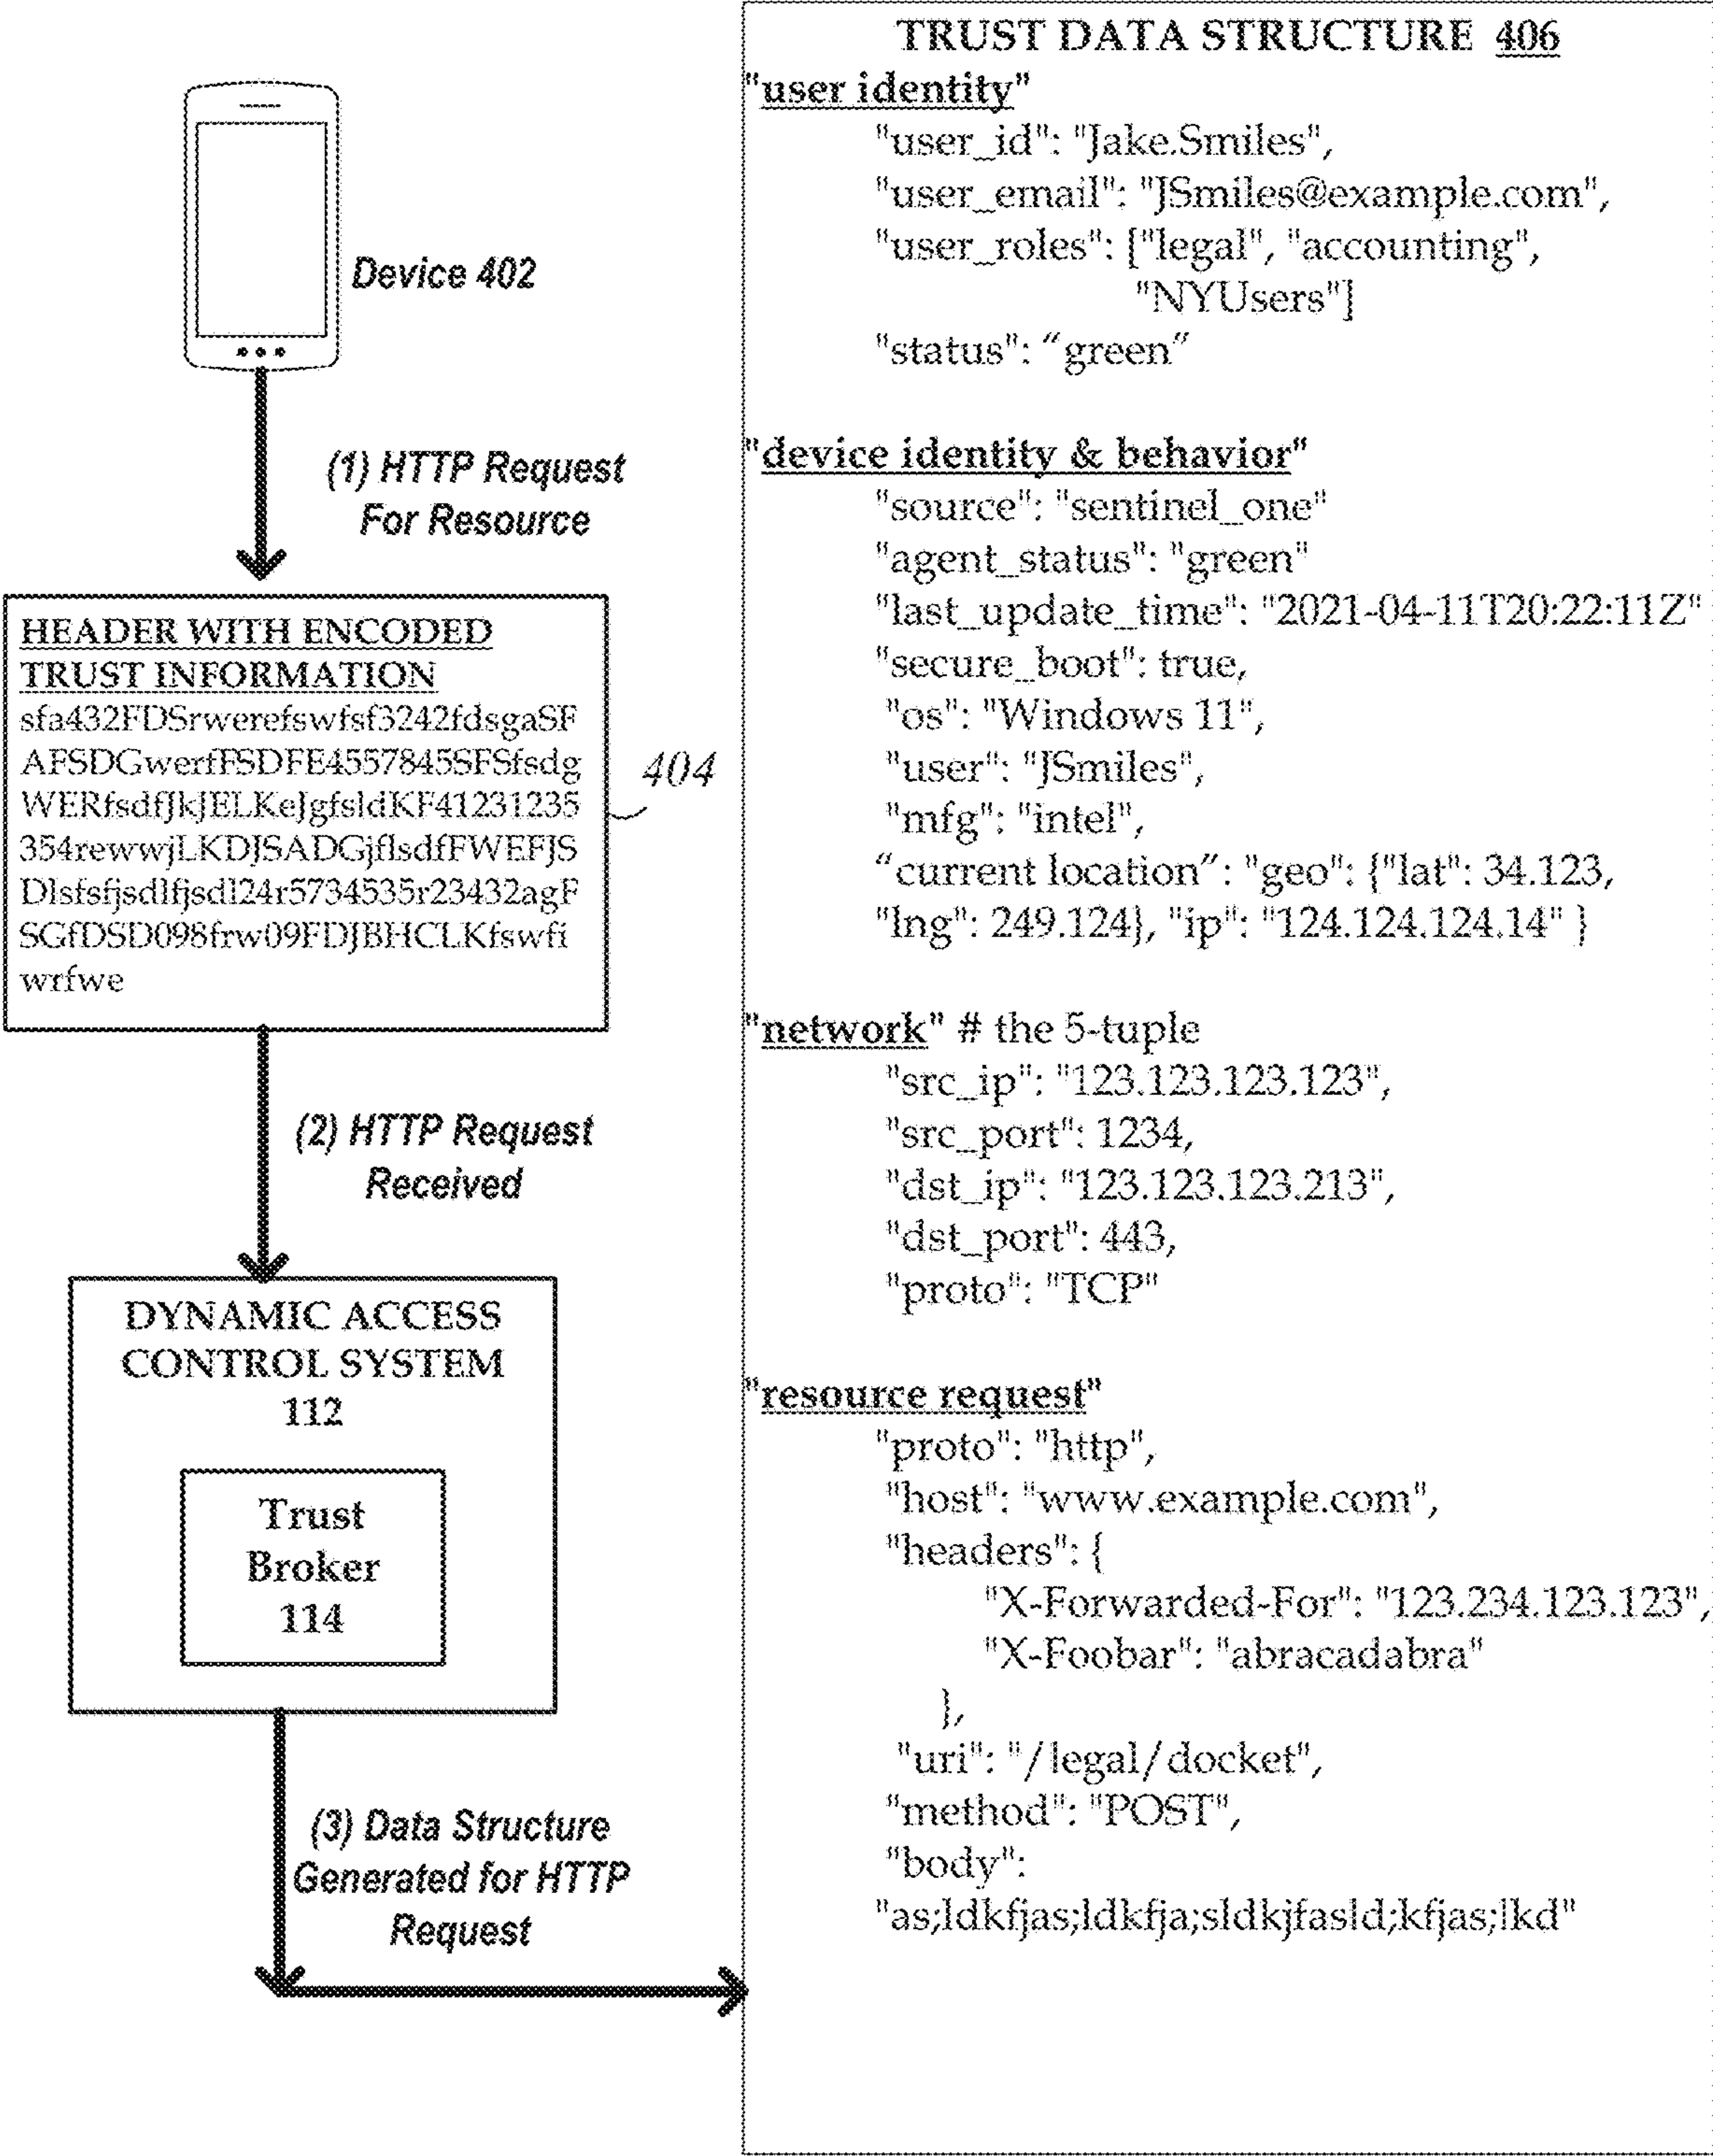 Device 402
(1) HTTP Request
For Resource
HEADER WITH ENCODED
TRUST INFORMATION
sfa432FDSrwerefswfsf3242fdsgaSF
AFSDGwerfFSDFE4557845SFSfsdg
WERfsdfJkJELKeJgfsldKF41231235
354rewwjLKDJSADGjflsdfFWEFJS
Dlsfsfjsdlfjsdl24r5734535r23432agF
SGfDSD098frw09FDJBHCLKfswfi
wrfwe
404
(2) HTTP Request
Received
DYNAMIC ACCESS
CONTROL SYSTEM
112
Trust
Broker
114
(3) Data Structure
Generated for HTTP
Request
TRUST DATA STRUCTURE 406
"user identity"
"user_id": "Jake.Smiles",
"user_email": "JSmiles@example.com",
"user_roles": ["legal", "accounting",
"NYUsers"]
"status": “green”
"device identity & behavior"
"source": "sentinel_one"
"agent_status": "green"
"last_update_time": "2021-04-11T20:22:11Z"
"secure_boot": true,
"os": "Windows 11",
"user": "JSmiles",
"mfg": "intel",
“current location”: "geo": {"lat": 34.123,
"lng": 249.124}, "ip": "124.124.124.14" }
"network" # the 5-tuple
"src_ip": "123.123.123.123",
"src_port": 1234,
"dst_ip": "123.123.123.213",
"dst_port": 443,
"proto": "TCP"
"resource request"
"proto": "http",
"host": "www.example.com",
"headers": {
"X-Forwarded-For": "123.234.123.123",
"X-Foobar": "abracadabra"
},
"uri": "/legal/docket",
"method": "POST",
"body":
"as;ldkfjas;ldkfja;sldkjfasld;kfjas;lkd"